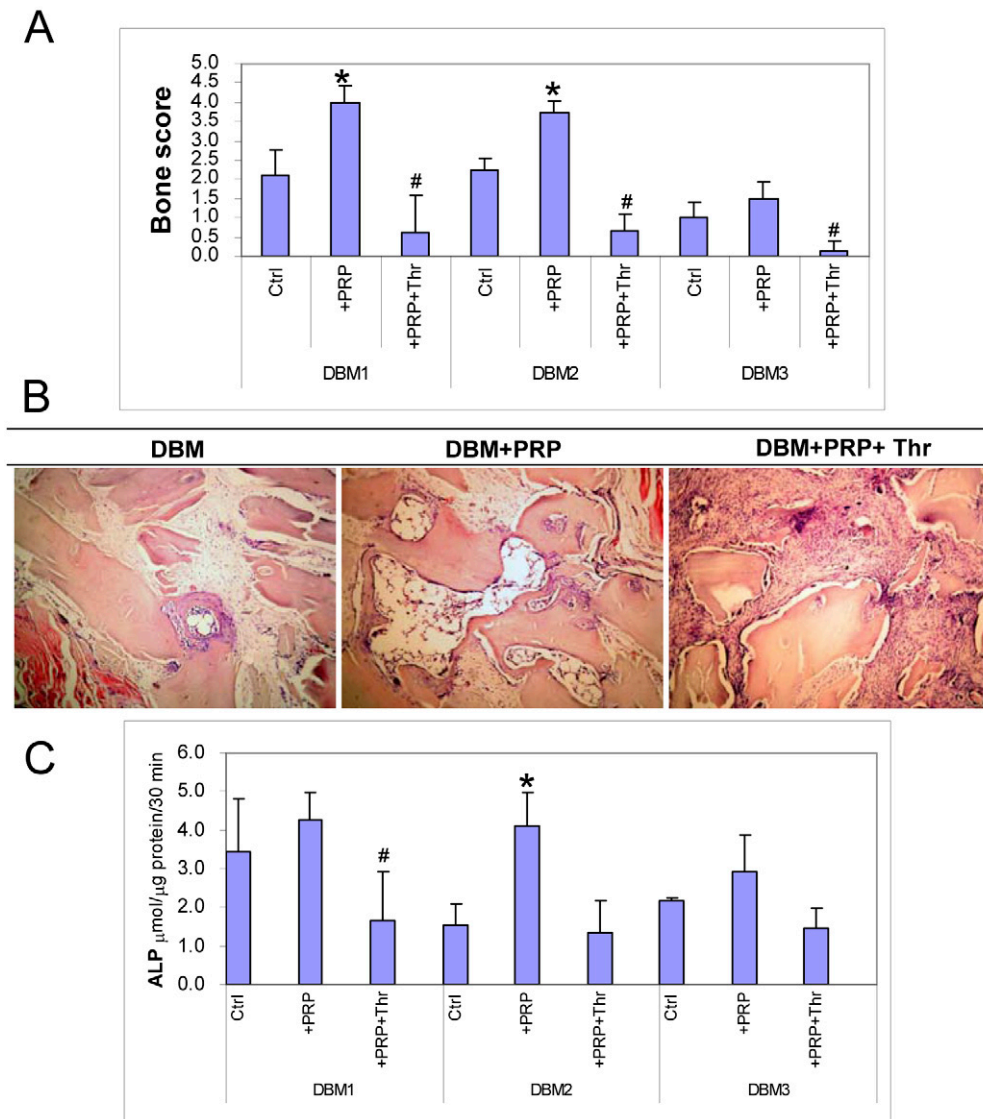 A
Bone score
5.0
4.5
4.0
3.5
3.0
2.5
2.0
1.5
1.0
0.5
0.0
* * # # #
Ctrl +PRP +PRP+Thr Ctrl +PRP +PRP+Thr Ctrl +PRP +PRP+Thr
DBM1 DBM2 DBM3
B
DBM DBM+PRP DBM+PRP+ Thr
C
ALP µmol/µg protein/30 min
6.0
5.0
4.0
3.0
2.0
1.0
0.0
# *
Ctrl +PRP +PRP+Thr Ctrl +PRP +PRP+Thr Ctrl +PRP +PRP+Thr
DBM1 DBM2 DBM3